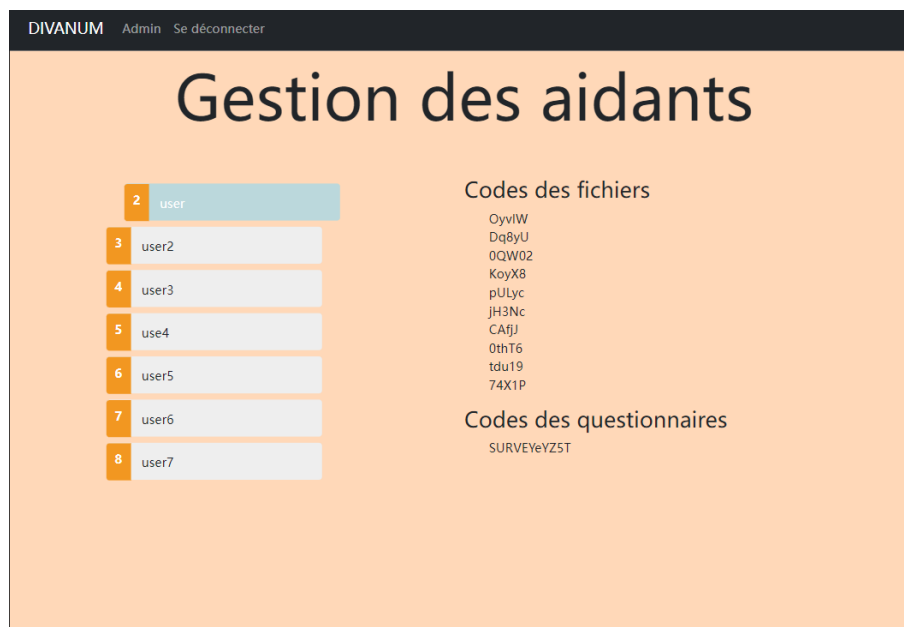 DIVANUM Admin Se déconnecter
Gestion des aidants
2 user
3 user2
4 user3
5 use4
6 user5
7 user6
8 user7
Codes des fichiers
OyvIW
Dq8yU
0QW02
KoyX8
pULyc
jH3Nc
CAfjJ
0thT6
tdu19
74X1P
Codes des questionnaires
SURVEYeYZ5T